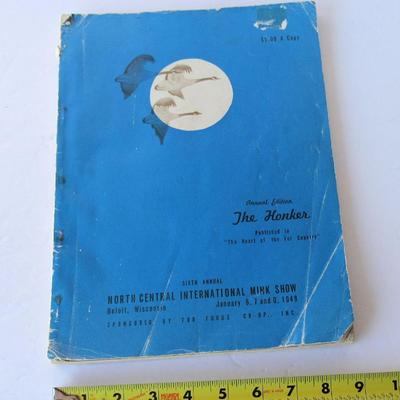 $1.00 A Copy
Annual Edition
The Honker
Published in
"The Heart of the Fur Country"
SIXTH ANNUAL
NORTH CENTRAL INTERNATIONAL MINK SHOW
Beloit, Wisconsin January 6, 7 and 8, 1949
SPONSORED BY FUR FOODS CO-OP., INC.
1 2 3 4 5 6 7 8 9